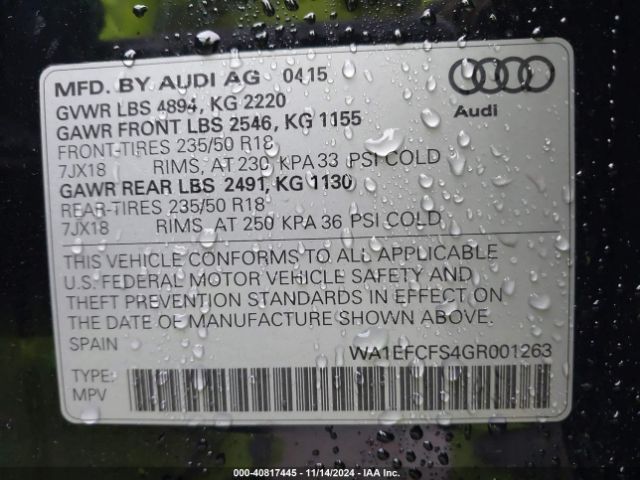 MFD. BY AUDI AG 04.15
GVWR LBS 4894, KG 2220
GAWR FRONT LBS 2546, KG 1155
FRONT-TIRES 235/50 R18
7JX18 RIMS, AT 230 KPA 33 PSI COLD
GAWR REAR LBS 2491, KG 1130
REAR-TIRES 235/50 R18
7JX18 RIMS, AT 250 KPA 36 PSI COLD
Audi
THIS VEHICLE CONFORMS TO ALL APPLICABLE
U.S. FEDERAL MOTOR VEHICLE SAFETY AND
THEFT PREVENTION STANDARDS IN EFFECT ON
THE DATE OF MANUFACTURE SHOWN ABOVE.
SPAIN WA1EFCFS4GR001263
TYPE:
MPV
000-40817445 | 11/14/2024 | IAA CA